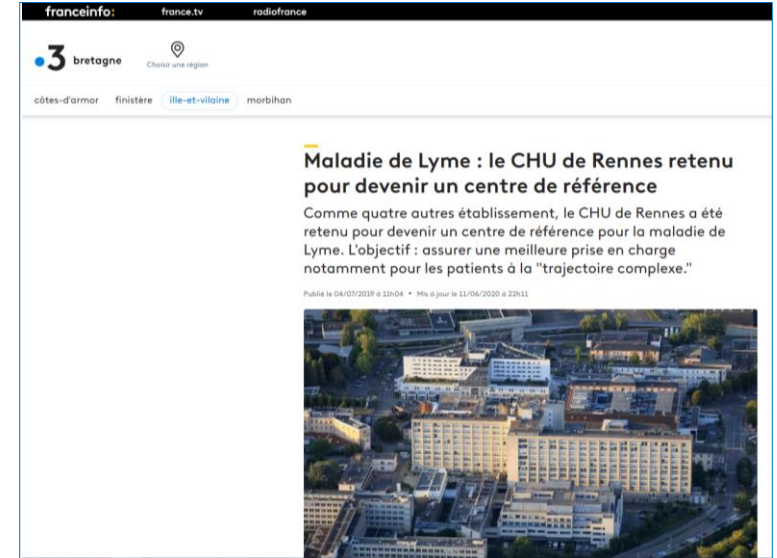 franceinfo: france.tv radiofrance
3 bretagne
Choisir une région
côtes-d'armor finistère ille-et-vilaine morbihan
Maladie de Lyme : le CHU de Rennes retenu
pour devenir un centre de référence
Comme quatre autres établissement, le CHU de Rennes a été
retenu pour devenir un centre de référence pour la maladie de
Lyme. L'objectif : assurer une meilleure prise en charge
notamment pour les patients à la "trajectoire complexe."
Publié le 04/07/2019 à 11h04 • Mis à jour le 11/06/2020 à 22h11